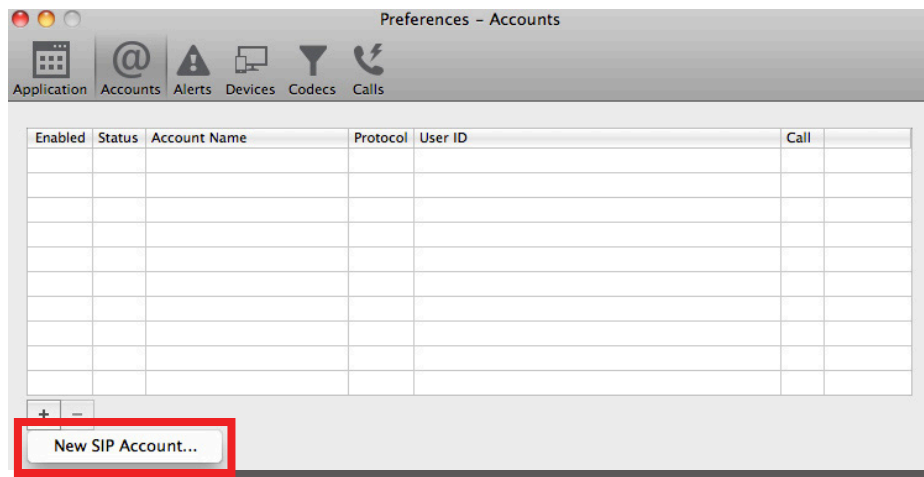 Preferences – Accounts
Application Accounts Alerts Devices Codecs Calls
Enabled Status Account Name Protocol User ID Call
+ –
New SIP Account...